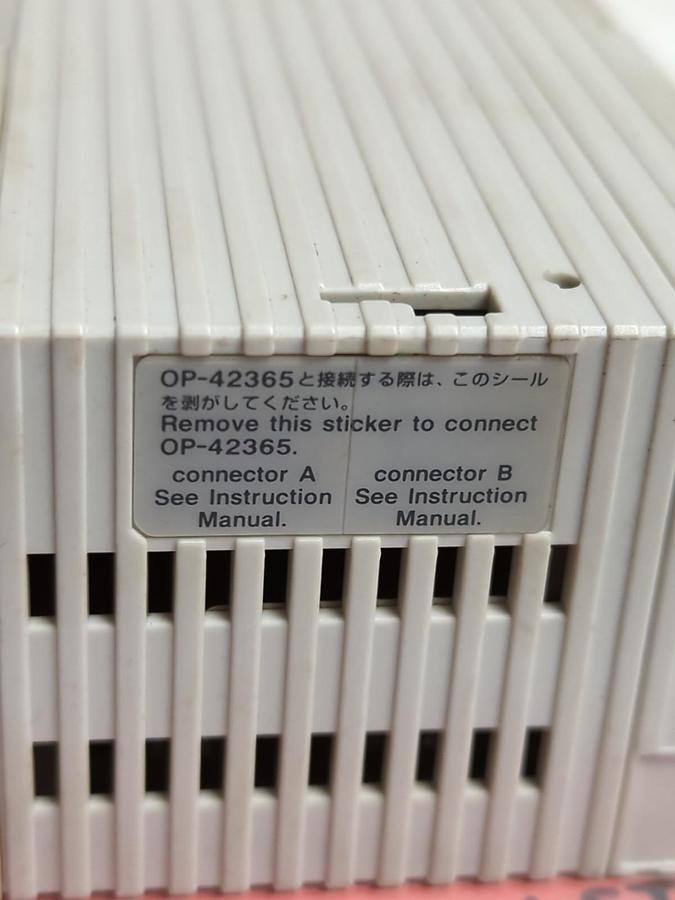 OP-42365と接続する際は、このシール
を剥がしてください。
Remove this sticker to connect
OP-42365.
connector A
See Instruction
Manual.
connector B
See Instruction
Manual.